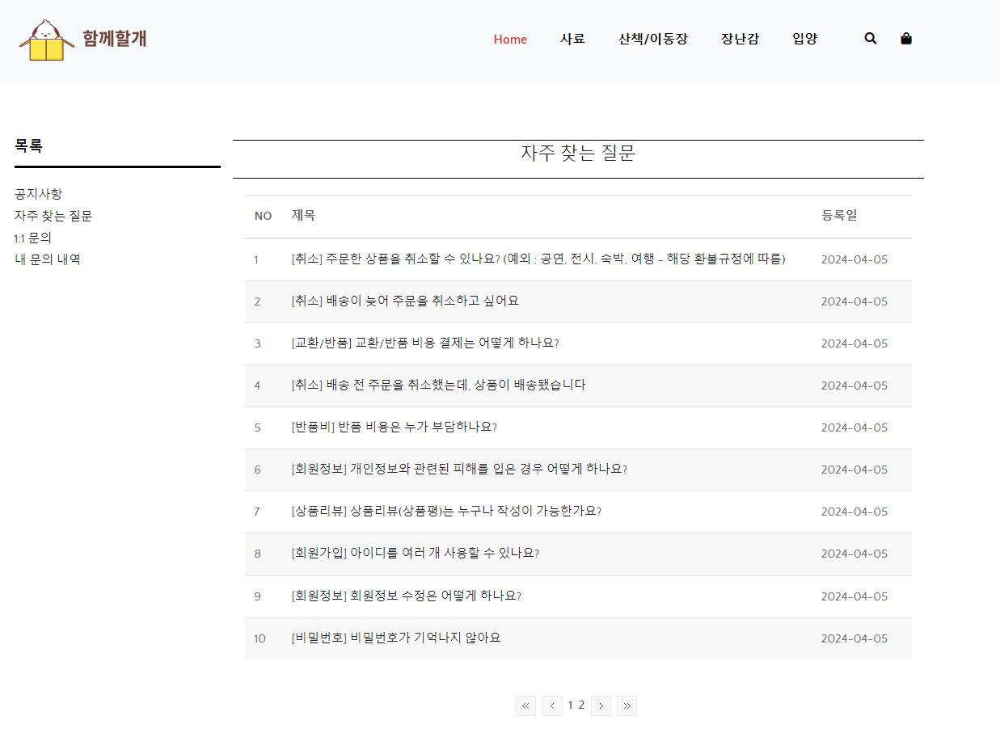 함께할개
Home 사료 산책/이동장 장난감 입양
목록
공지사항
자주 찾는 질문
1:1 문의
내 문의 내역
자주 찾는 질문
NO 제목 등록일
1 [취소] 주문한 상품을 취소할 수 있나요? (예외 : 공연, 전시, 숙박, 여행 - 해당 환불규정에 따름) 2024-04-05
2 [취소] 배송이 늦어 주문을 취소하고 싶어요 2024-04-05
3 [교환/반품] 교환/반품 비용 결제는 어떻게 하나요? 2024-04-05
4 [취소] 배송 전 주문을 취소했는데, 상품이 배송됐습니다 2024-04-05
5 [반품비] 반품 비용은 누가 부담하나요? 2024-04-05
6 [회원정보] 개인정보와 관련된 피해를 입은 경우 어떻게 하나요? 2024-04-05
7 [상품리뷰] 상품리뷰(상품평)는 누구나 작성이 가능한가요? 2024-04-05
8 [회원가입] 아이디를 여러 개 사용할 수 있나요? 2024-04-05
9 [회원정보] 회원정보 수정은 어떻게 하나요? 2024-04-05
10 [비밀번호] 비밀번호가 기억나지 않아요 2024-04-05
« ‹ 1 2 › »